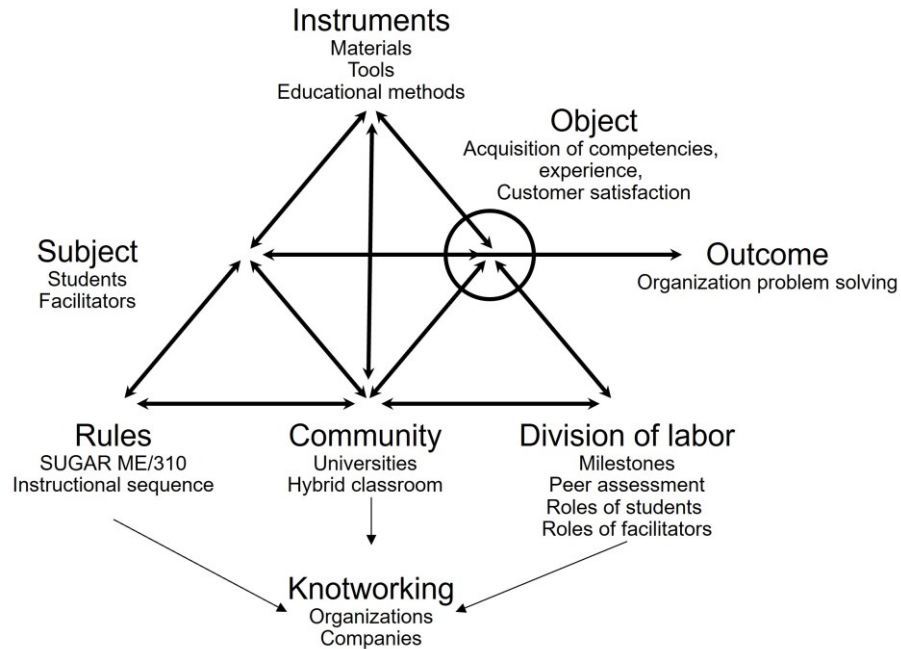 Instruments
Materials
Tools
Educational methods
Object
Acquisition of competencies,
experience,
Customer satisfaction
Subject
Students
Facilitators
Outcome
Organization problem solving
Rules
SUGAR ME/310
Instructional sequence
Community
Universities
Hybrid classroom
Division of labor
Milestones
Peer assessment
Roles of students
Roles of facilitators
Knotworking
Organizations
Companies